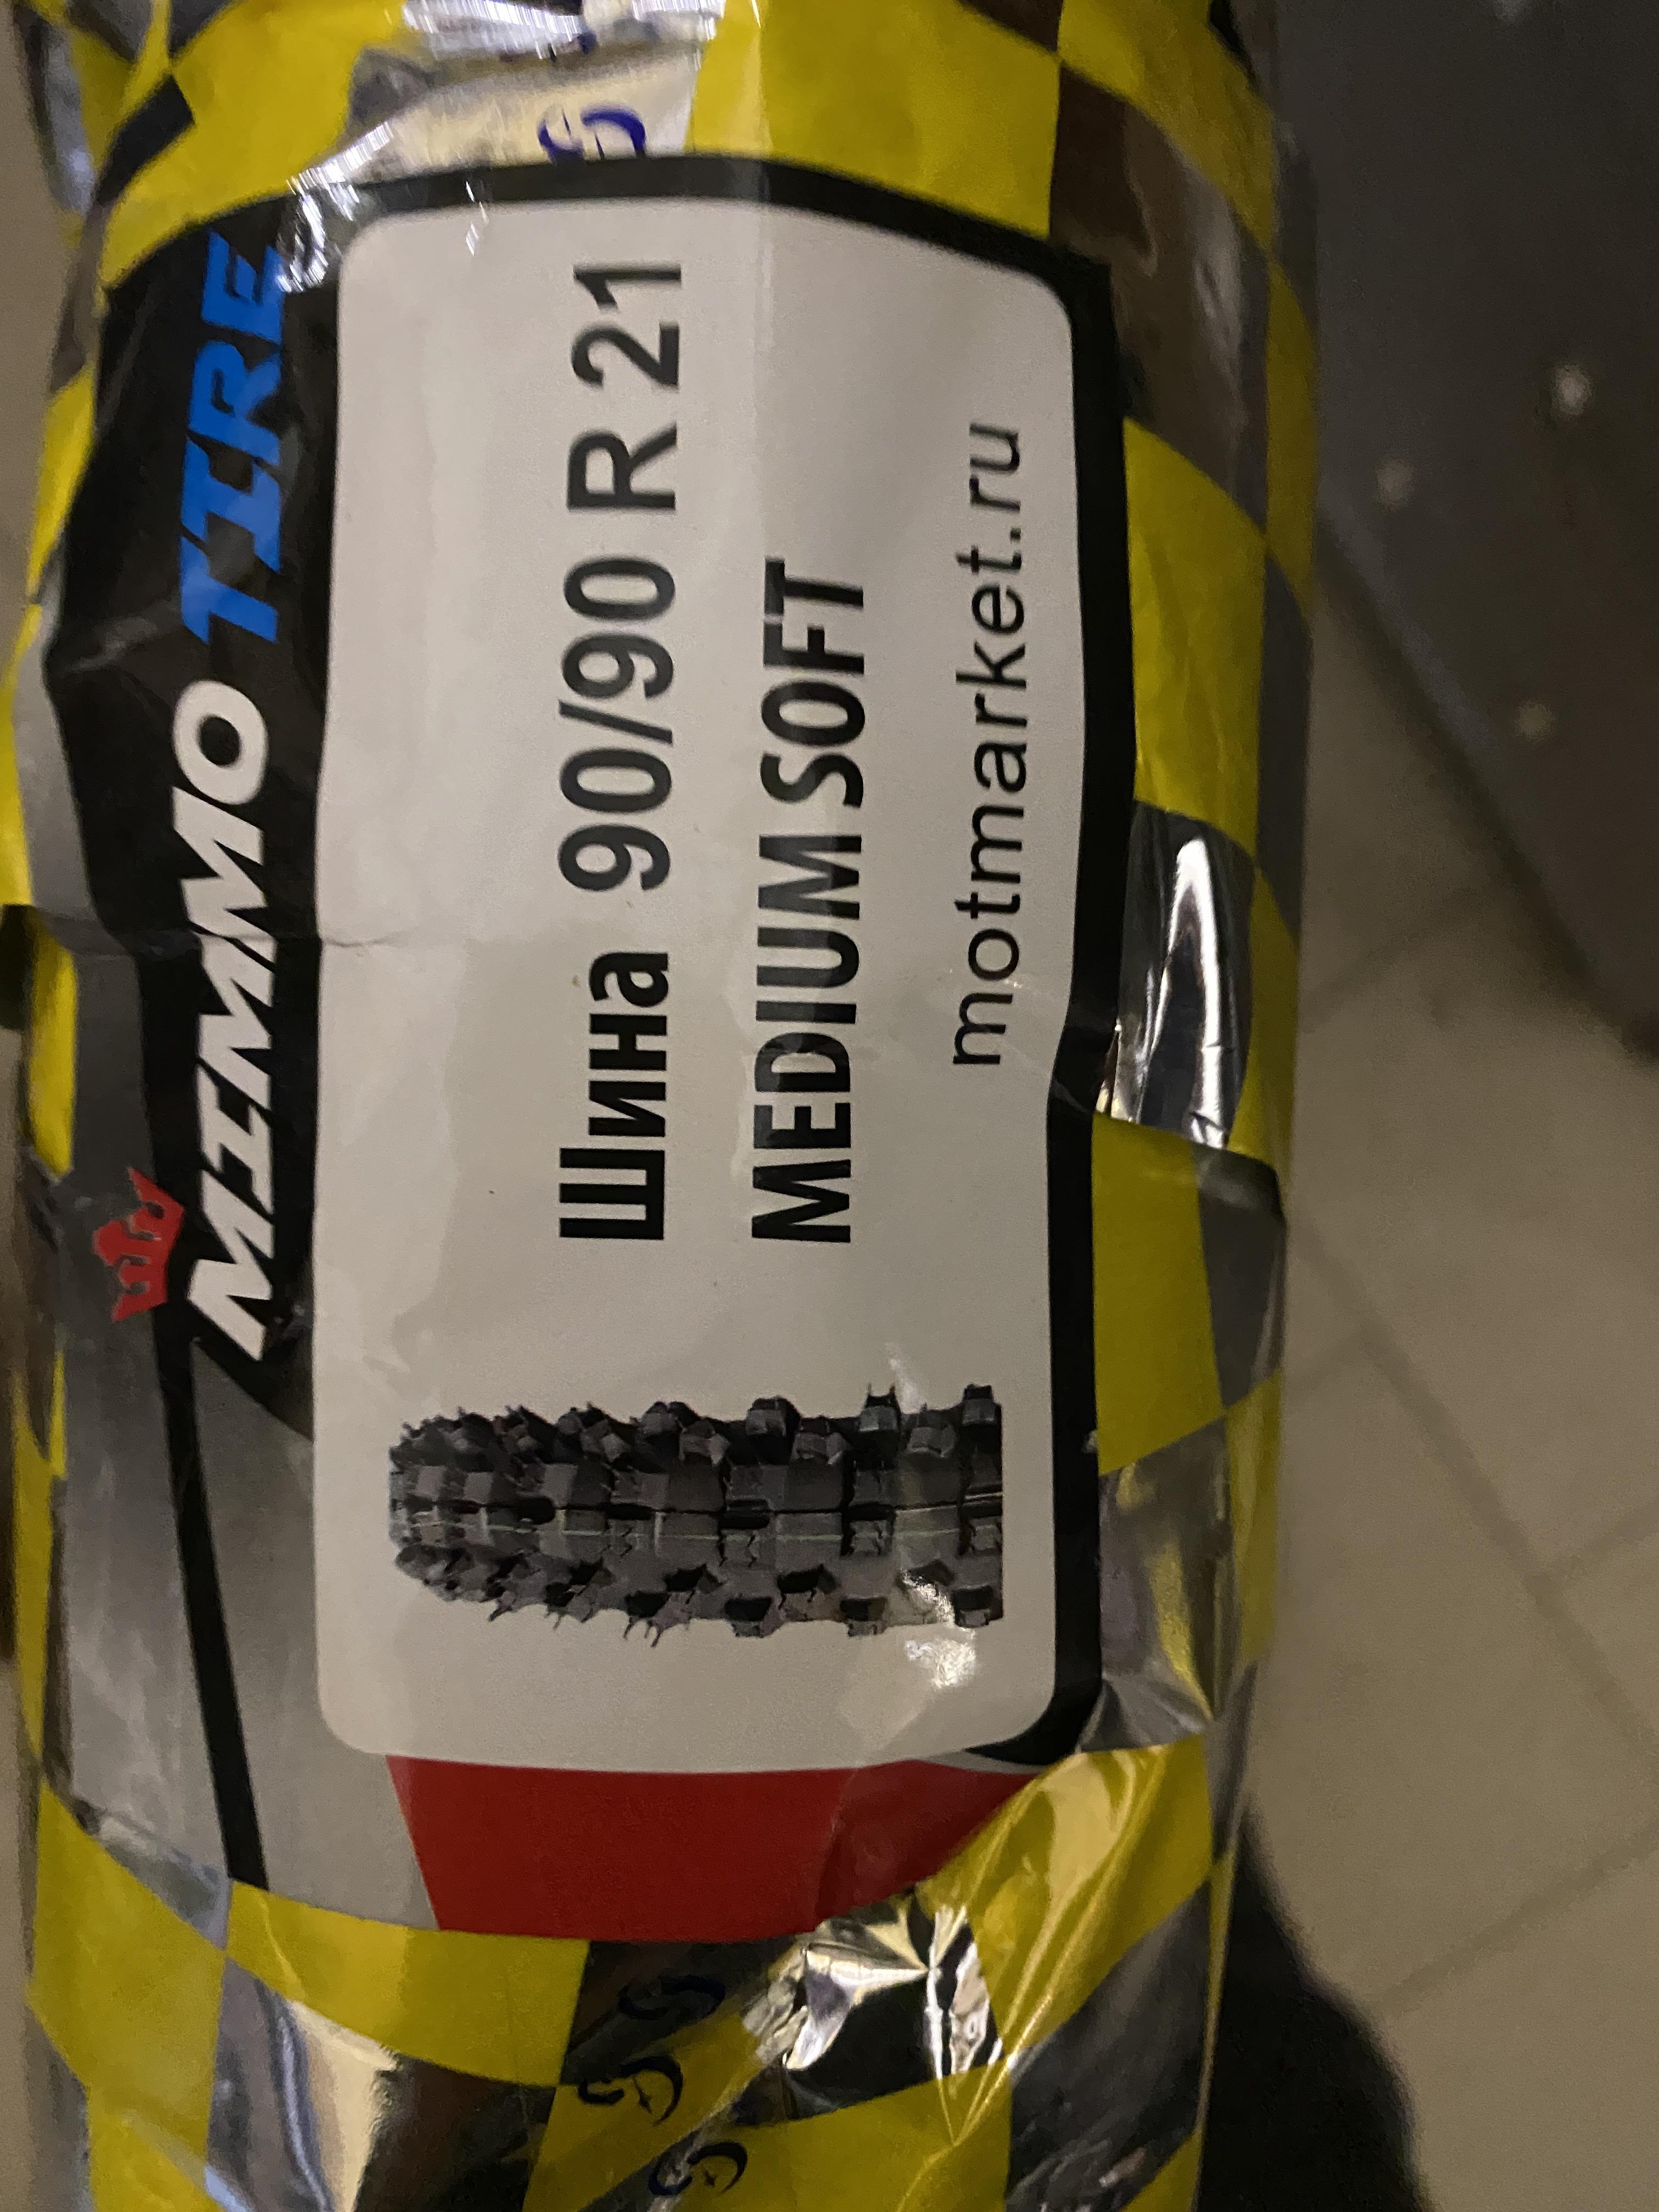 MIMMO TIRE
Шина 90/90 R 21
MEDIUM SOFT
motmarket.ru